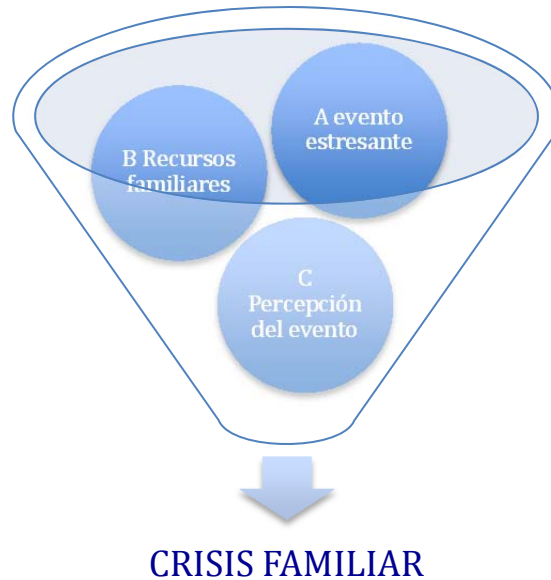 A evento
estresante
B Recursos
familiares
C
Percepción
del evento
CRISIS FAMILIAR